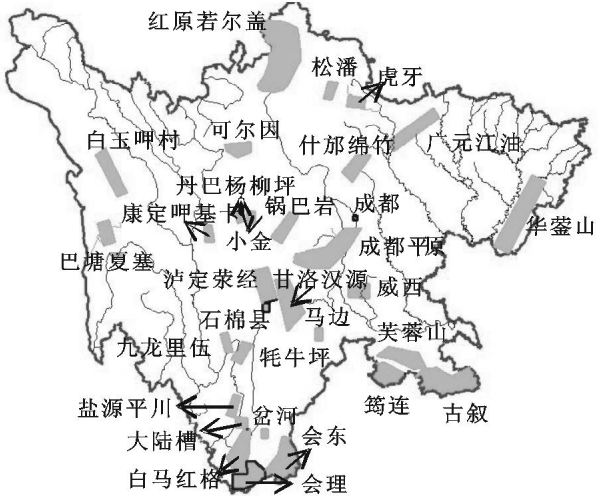 红原若尔盖
松潘
虎牙
白玉呷村
可尔因
什邡绵竹
广元江油
丹巴杨柳坪
康定呷基卡
锅巴岩
成都
小金
成都平原
华蓥山
巴塘夏塞
泸定荥经
甘洛汉源
威西
石棉县
马边
芙蓉山
九龙里伍
牦牛坪
盐源平川
岔河
筠连
古叙
大陆槽
会东
白马红格
会理